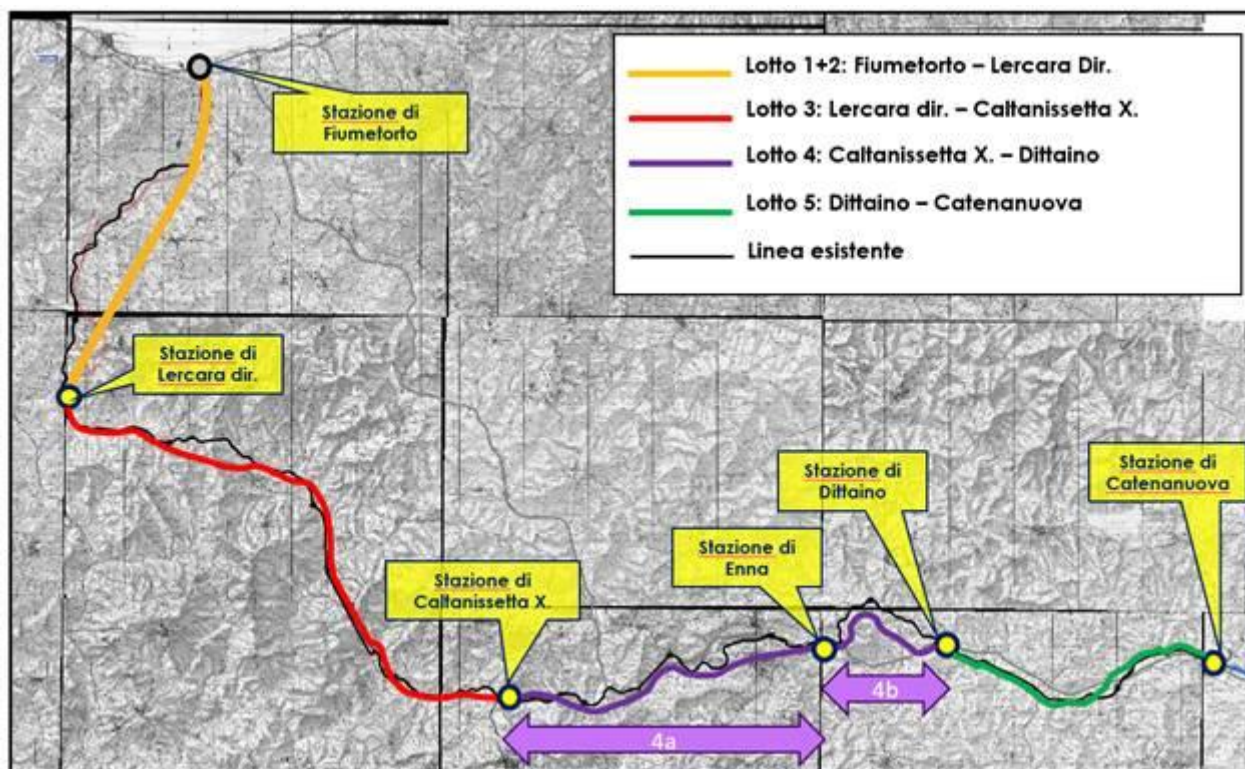 Lotto 1+2: Fiumetorto – Lercara Dir.
Lotto 3: Lercara dir. – Caltanissetta X.
Lotto 4: Caltanissetta X. – Dittaino
Lotto 5: Dittaino – Catenanuova
Linea esistente
Stazione di
Fiumetorto
Stazione di
Lercara dir.
Stazione di
Caltanissetta X.
Stazione di
Enna
Stazione di
Dittaino
Stazione di
Catenanuova
4a
4b